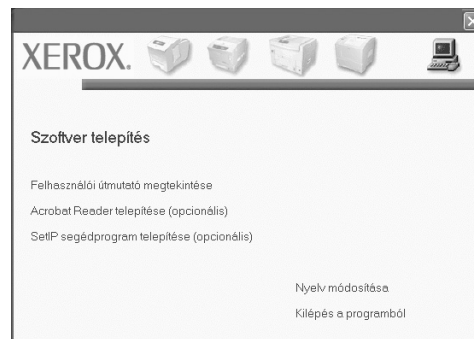 XEROX.
Szoftver telepítés
Felhasználói útmutató megtekintése
Acrobat Reader telepítése (opcionális)
SetIP segédprogram telepítése (opcionális)
Nyelv módosítása
Kilépés a programból